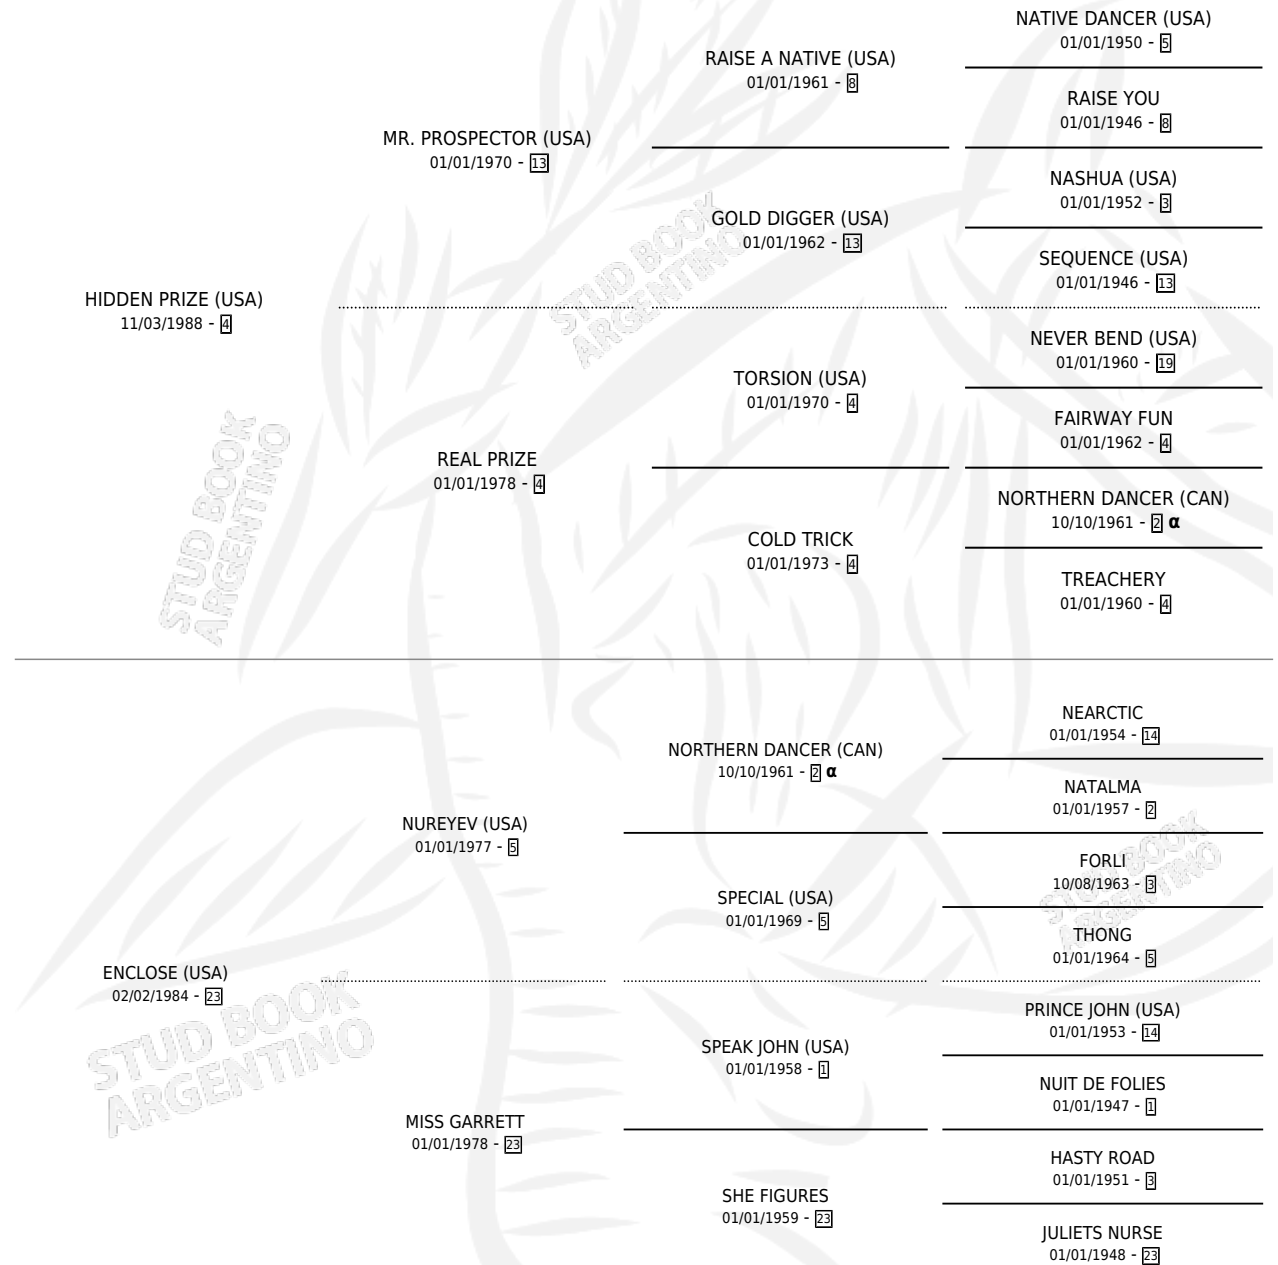 HIDDEN PRIZE (USA)
11/03/1988 - 4
MR. PROSPECTOR (USA)
01/01/1970 - 13
RAISE A NATIVE (USA)
01/01/1961 - 8
NATIVE DANCER (USA)
01/01/1950 - 5
RAISE YOU
01/01/1946 - 8
GOLD DIGGER (USA)
01/01/1962 - 13
NASHUA (USA)
01/01/1952 - 3
SEQUENCE (USA)
01/01/1946 - 13
REAL PRIZE
01/01/1978 - 4
TORSION (USA)
01/01/1970 - 4
NEVER BEND (USA)
01/01/1960 - 19
FAIRWAY FUN
01/01/1962 - 4
COLD TRICK
01/01/1973 - 4
NORTHERN DANCER (CAN)
10/10/1961 - 2 α
TREACHERY
01/01/1960 - 4
ENCLOSE (USA)
02/02/1984 - 23
NUREYEV (USA)
01/01/1977 - 5
NORTHERN DANCER (CAN)
10/10/1961 - 2 α
NEARCTIC
01/01/1954 - 14
NATALMA
01/01/1957 - 2
SPECIAL (USA)
01/01/1969 - 5
FORLI
10/08/1963 - 3
THONG
01/01/1964 - 5
MISS GARRETT
01/01/1978 - 23
SPEAK JOHN (USA)
01/01/1958 - 1
PRINCE JOHN (USA)
01/01/1953 - 14
NUIT DE FOLIES
01/01/1947 - 1
SHE FIGURES
01/01/1959 - 23
HASTY ROAD
01/01/1951 - 3
JULIETS NURSE
01/01/1948 - 23
STUD BOOK
ARGENTINO
STUD BOOK
ARGENTINO
STUD BOOK
ARGENTINO
STUD BOOK
ARGENTINO